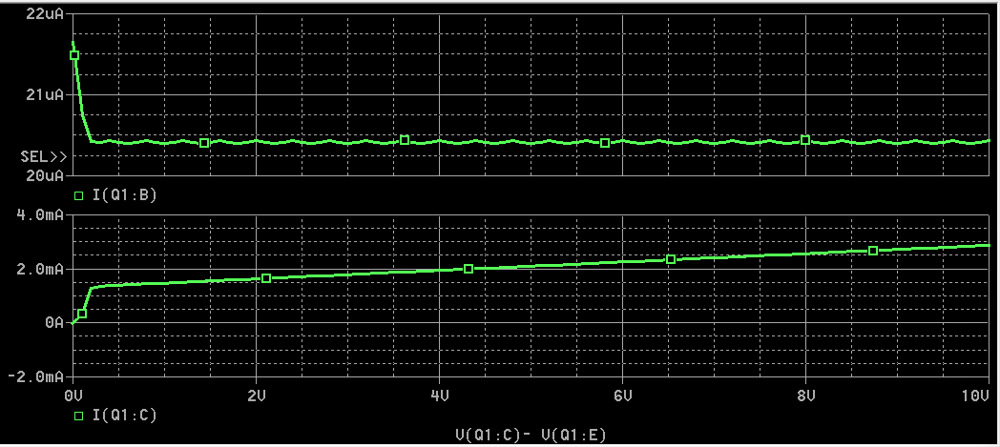 22uA
21uA
SEL>>
20uA
I(Q1:B)
4.0mA
2.0mA
0A
-2.0mA
0V 2V 4V 6V 8V 10V
I(Q1:C)
V(Q1:C)- V(Q1:E)